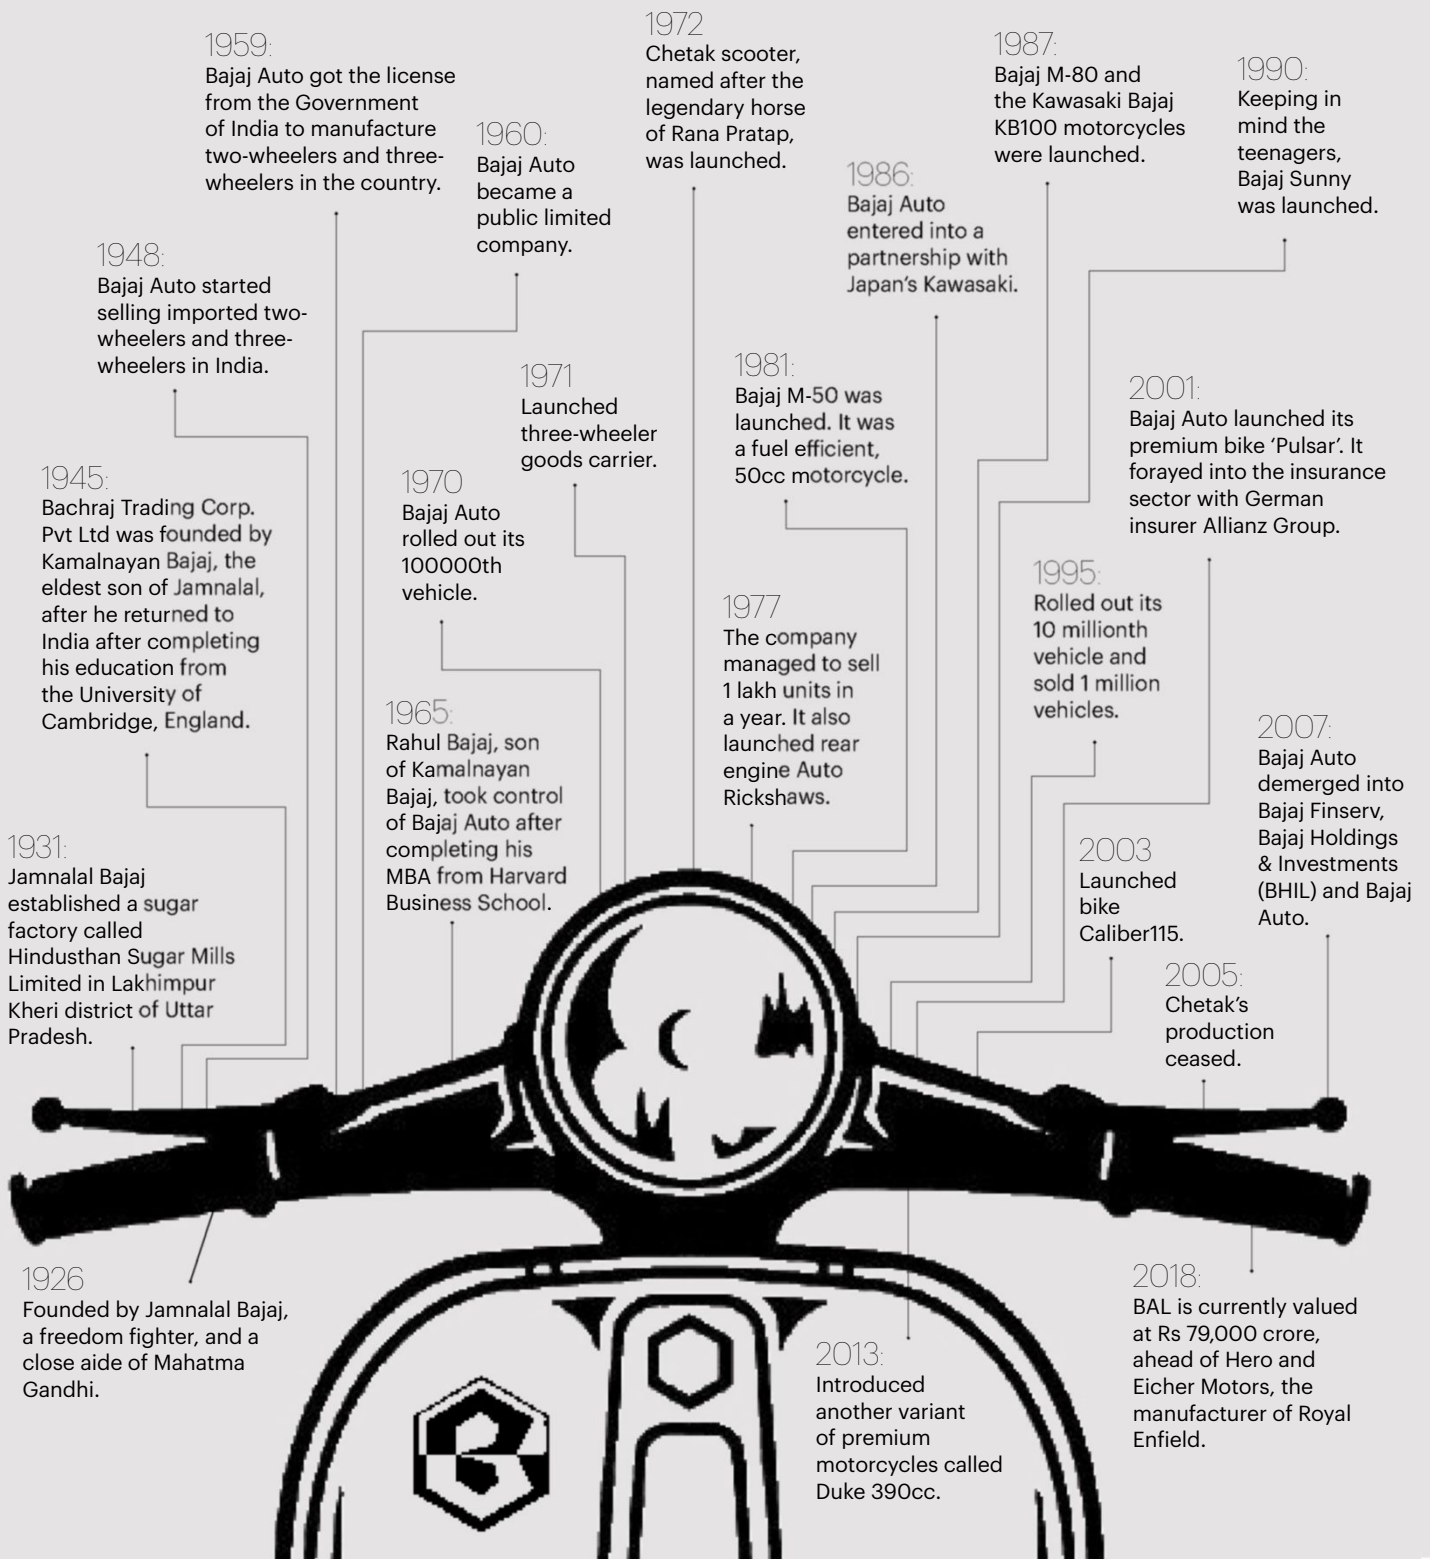 1959:
Bajaj Auto got the license
from the Government
of India to manufacture
two-wheelers and three-
wheelers in the country.
1960:
Bajaj Auto
became a
public limited
company.
1972
Chetak scooter,
named after the
legendary horse
of Rana Pratap,
was launched.
1986:
Bajaj Auto
entered into a
partnership with
Japan's Kawasaki.
1987:
Bajaj M-80 and
the Kawasaki Bajaj
KB100 motorcycles
were launched.
1990:
Keeping in
mind the
teenagers,
Bajaj Sunny
was launched.
1948:
Bajaj Auto started
selling imported two-
wheelers and three-
wheelers in India.
1971
Launched
three-wheeler
goods carrier.
1981:
Bajaj M-50 was
launched. It was
a fuel efficient,
50cc motorcycle.
2001:
Bajaj Auto launched its
premium bike ‘Pulsar’. It
forayed into the insurance
sector with German
insurer Allianz Group.
1945:
Bachraj Trading Corp.
Pvt Ltd was founded by
Kamalnayan Bajaj, the
eldest son of Jamnalal,
after he returned to
India after completing
his education from
the University of
Cambridge, England.
1970
Bajaj Auto
rolled out its
100000th
vehicle.
1977
The company
managed to sell
1 lakh units in
a year. It also
launched rear
engine Auto
Rickshaws.
1995:
Rolled out its
10 millionth
vehicle and
sold 1 million
vehicles.
1965:
Rahul Bajaj, son
of Kamalnayan
Bajaj, took control
of Bajaj Auto after
completing his
MBA from Harvard
Business School.
2007:
Bajaj Auto
demerged into
Bajaj Finserv,
Bajaj Holdings
& Investments
(BHIL) and Bajaj
Auto.
1931:
Jamnalal Bajaj
established a sugar
factory called
Hindusthan Sugar Mills
Limited in Lakhimpur
Kheri district of Uttar
Pradesh.
2003
Launched
bike
Caliber115.
2005:
Chetak's
production
ceased.
1926
Founded by Jamnalal Bajaj,
a freedom fighter, and a
close aide of Mahatma
Gandhi.
2013:
Introduced
another variant
of premium
motorcycles called
Duke 390cc.
2018:
BAL is currently valued
at Rs 79,000 crore,
ahead of Hero and
Eicher Motors, the
manufacturer of Royal
Enfield.